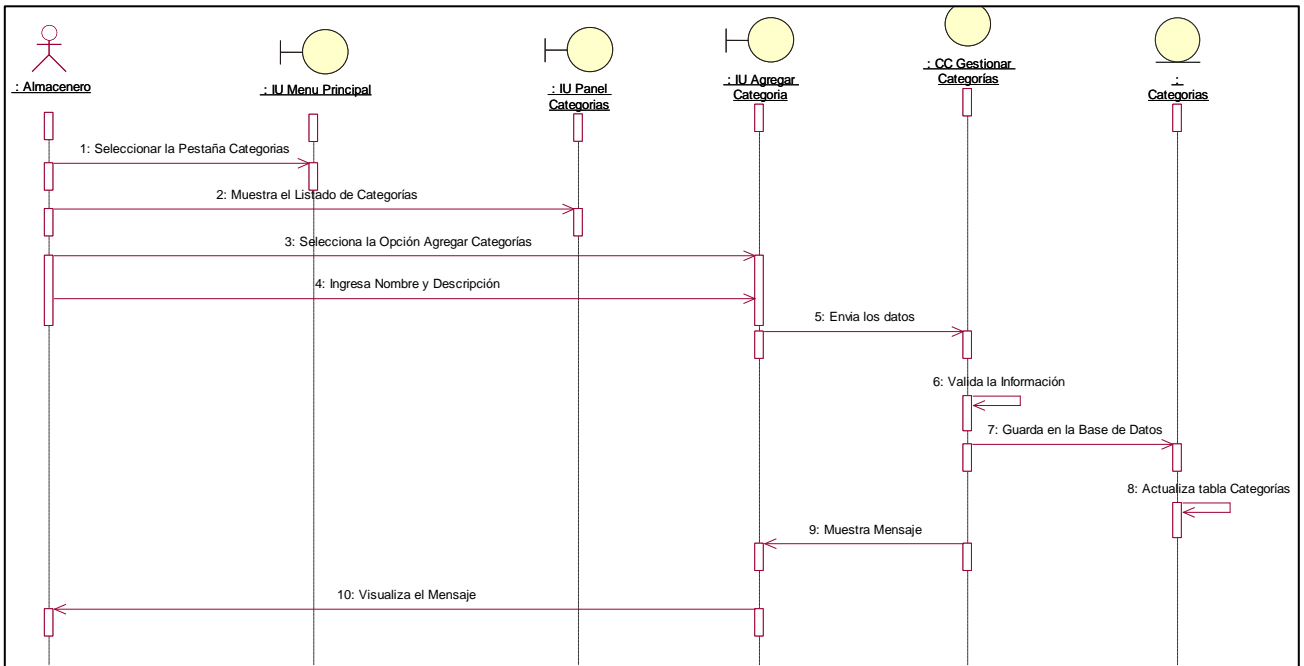 : Almacenero
: IU Menu Principal
: IU Panel
Categorias
: IU Agregar
Categoria
: CC Gestionar
Categorías
:
Categorias
1: Seleccionar la Pestaña Categorias
2: Muestra el Listado de Categorías
3: Selecciona la Opción Agregar Categorías
4: Ingresa Nombre y Descripción
5: Envia los datos
6: Valida la Información
7: Guarda en la Base de Datos
8: Actualiza tabla Categorías
9: Muestra Mensaje
10: Visualiza el Mensaje